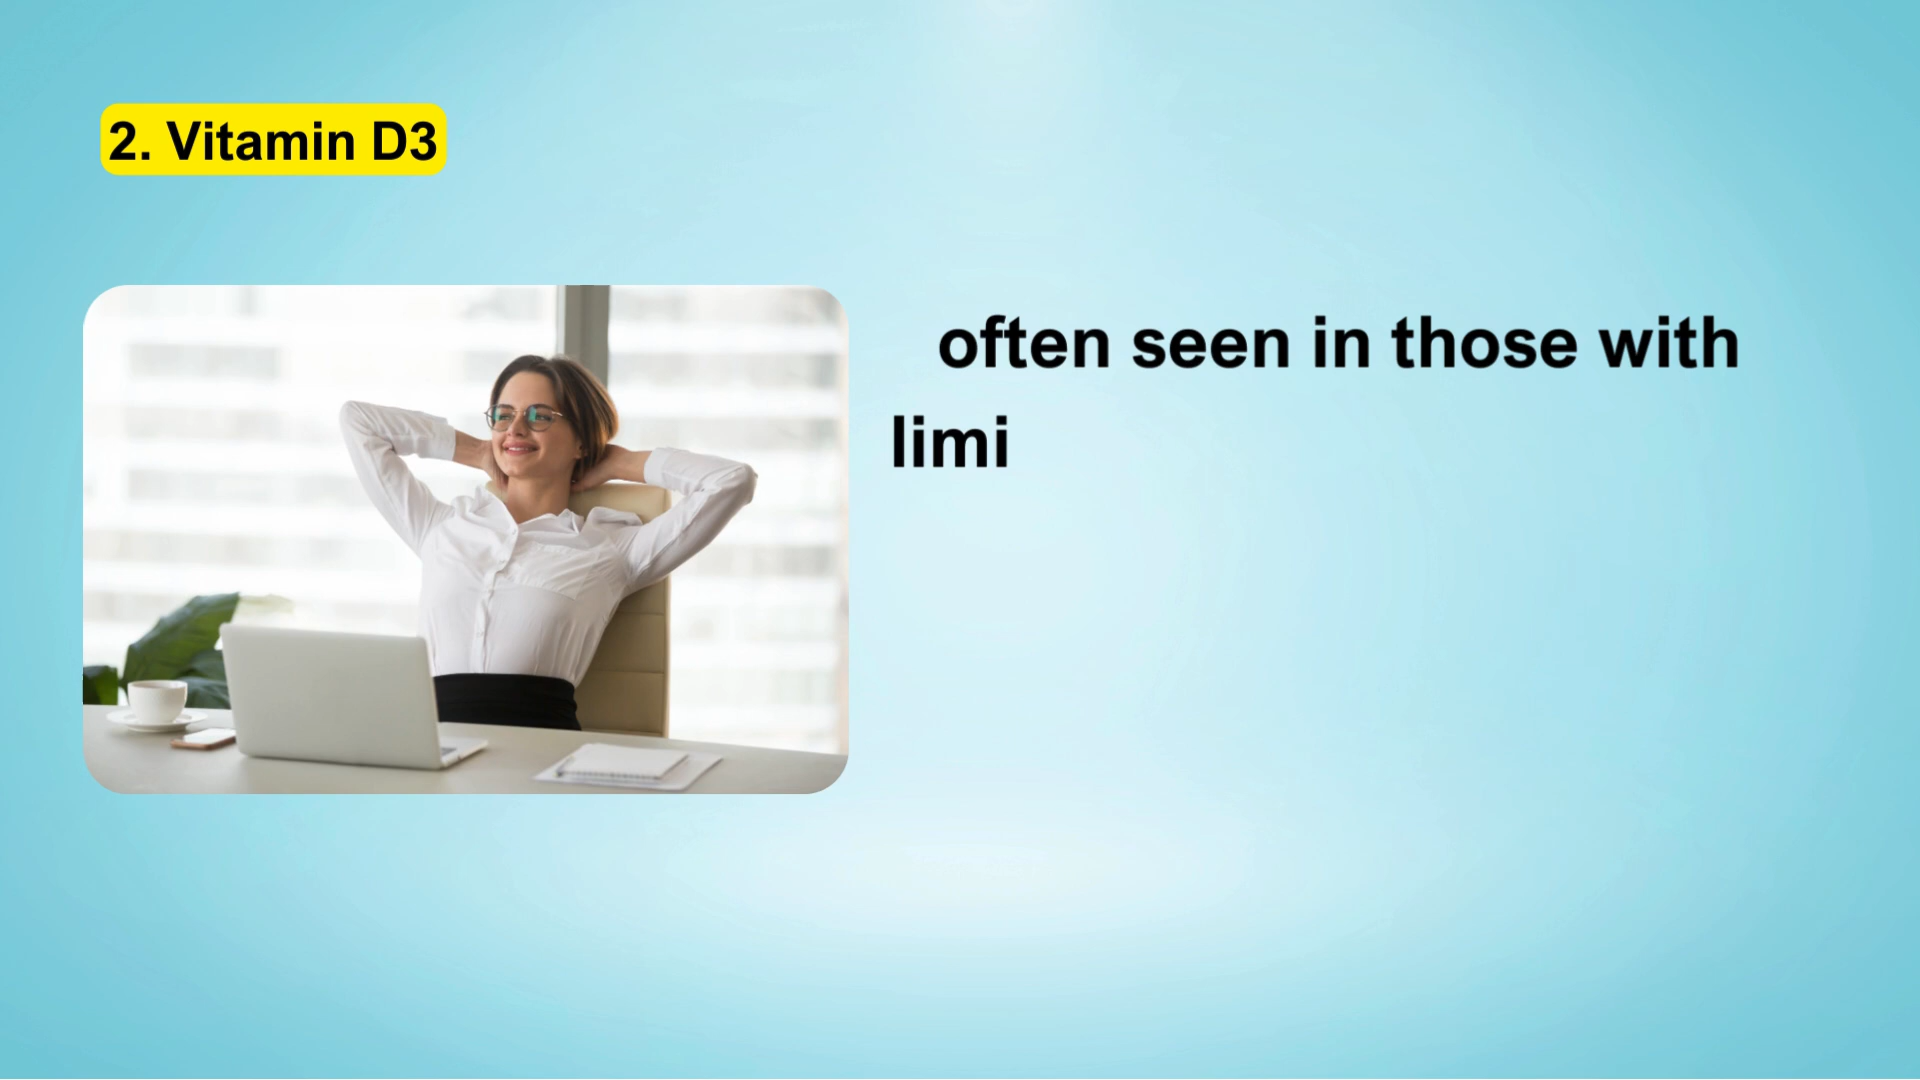 2. Vitamin D3
often seen in those with
limi